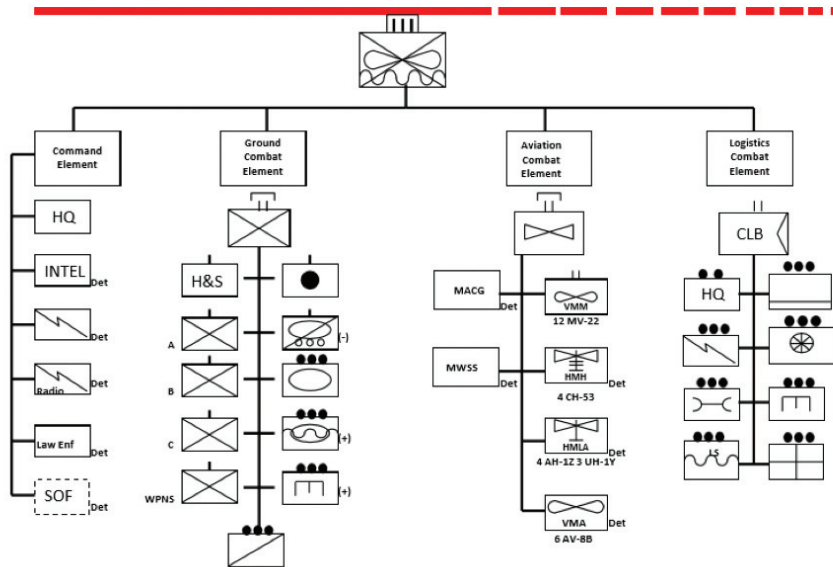 Command
Element
Ground
Combat
Element
Aviation
Combat
Element
Logistics
Combat
Element
HQ
INTEL
Det
Det
Radio
Det
Law Enf
Det
SOF
Det
H&S
A
(-)
B
C
(+)
WPNS
(+)
MACG
Det
VMM
12 MV-22
MWSS
Det
HMH
Det
4 CH-53
HMLA
Det
4 AH-1Z 3 UH-1Y
VMA
Det
6 AV-8B
CLB
HQ
LS